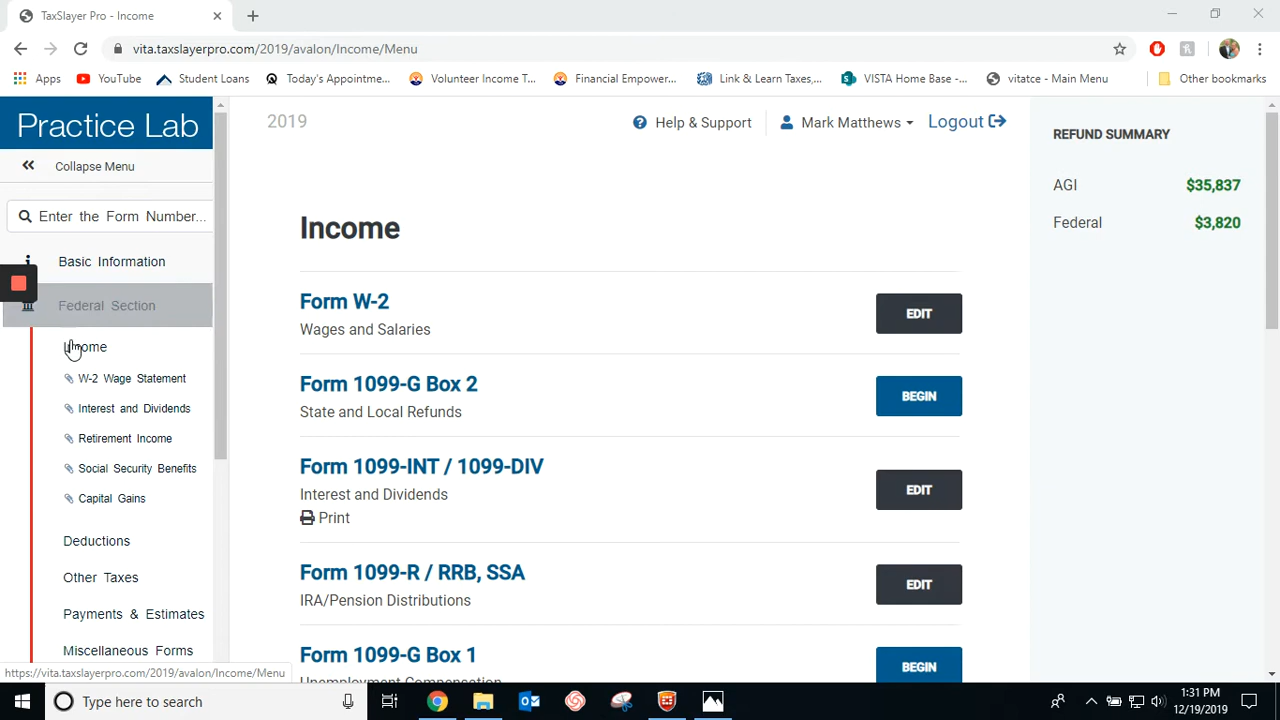 TaxSlayer Pro - Income
vita.taxslayerpro.com/2019/avalon/Income/Menu
Apps
YouTube
Student Loans
Today's Appointme...
Volunteer Income T...
Financial Empower...
Link & Learn Taxes,...
VISTA Home Base -...
vitatce - Main Menu
Other bookmarks
Practice Lab
Collapse Menu
Enter the Form Number...
Basic Information
Federal Section
Income
W-2 Wage Statement
Interest and Dividends
Retirement Income
Social Security Benefits
Capital Gains
Deductions
Other Taxes
Payments & Estimates
Miscellaneous Forms
https://vita.taxslayerpro.com/2019/avalon/Income/Menu
2019
Help & Support
Mark Matthews
Logout
Income
Form W-2
Wages and Salaries
EDIT
Form 1099-G Box 2
State and Local Refunds
BEGIN
Form 1099-INT / 1099-DIV
Interest and Dividends
Print
EDIT
Form 1099-R / RRB, SSA
IRA/Pension Distributions
EDIT
Form 1099-G Box 1
Unemployment Compensation
BEGIN
REFUND SUMMARY
AGI $35,837
Federal $3,820
Type here to search
1:31 PM
12/19/2019